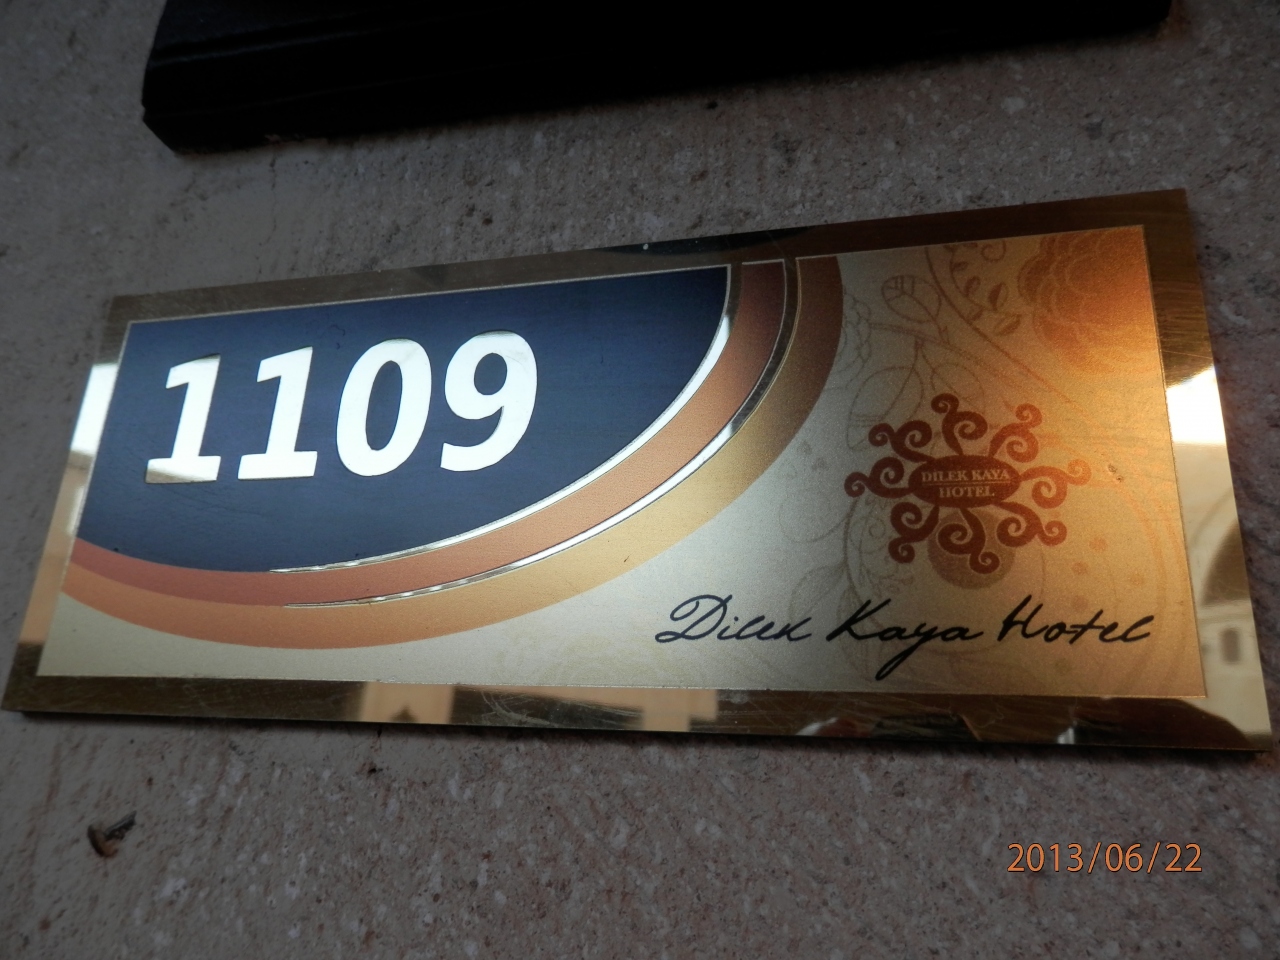 1109
DILEK KAYA
HOTEL
Dilek Kaya Hotel
2013/06/22